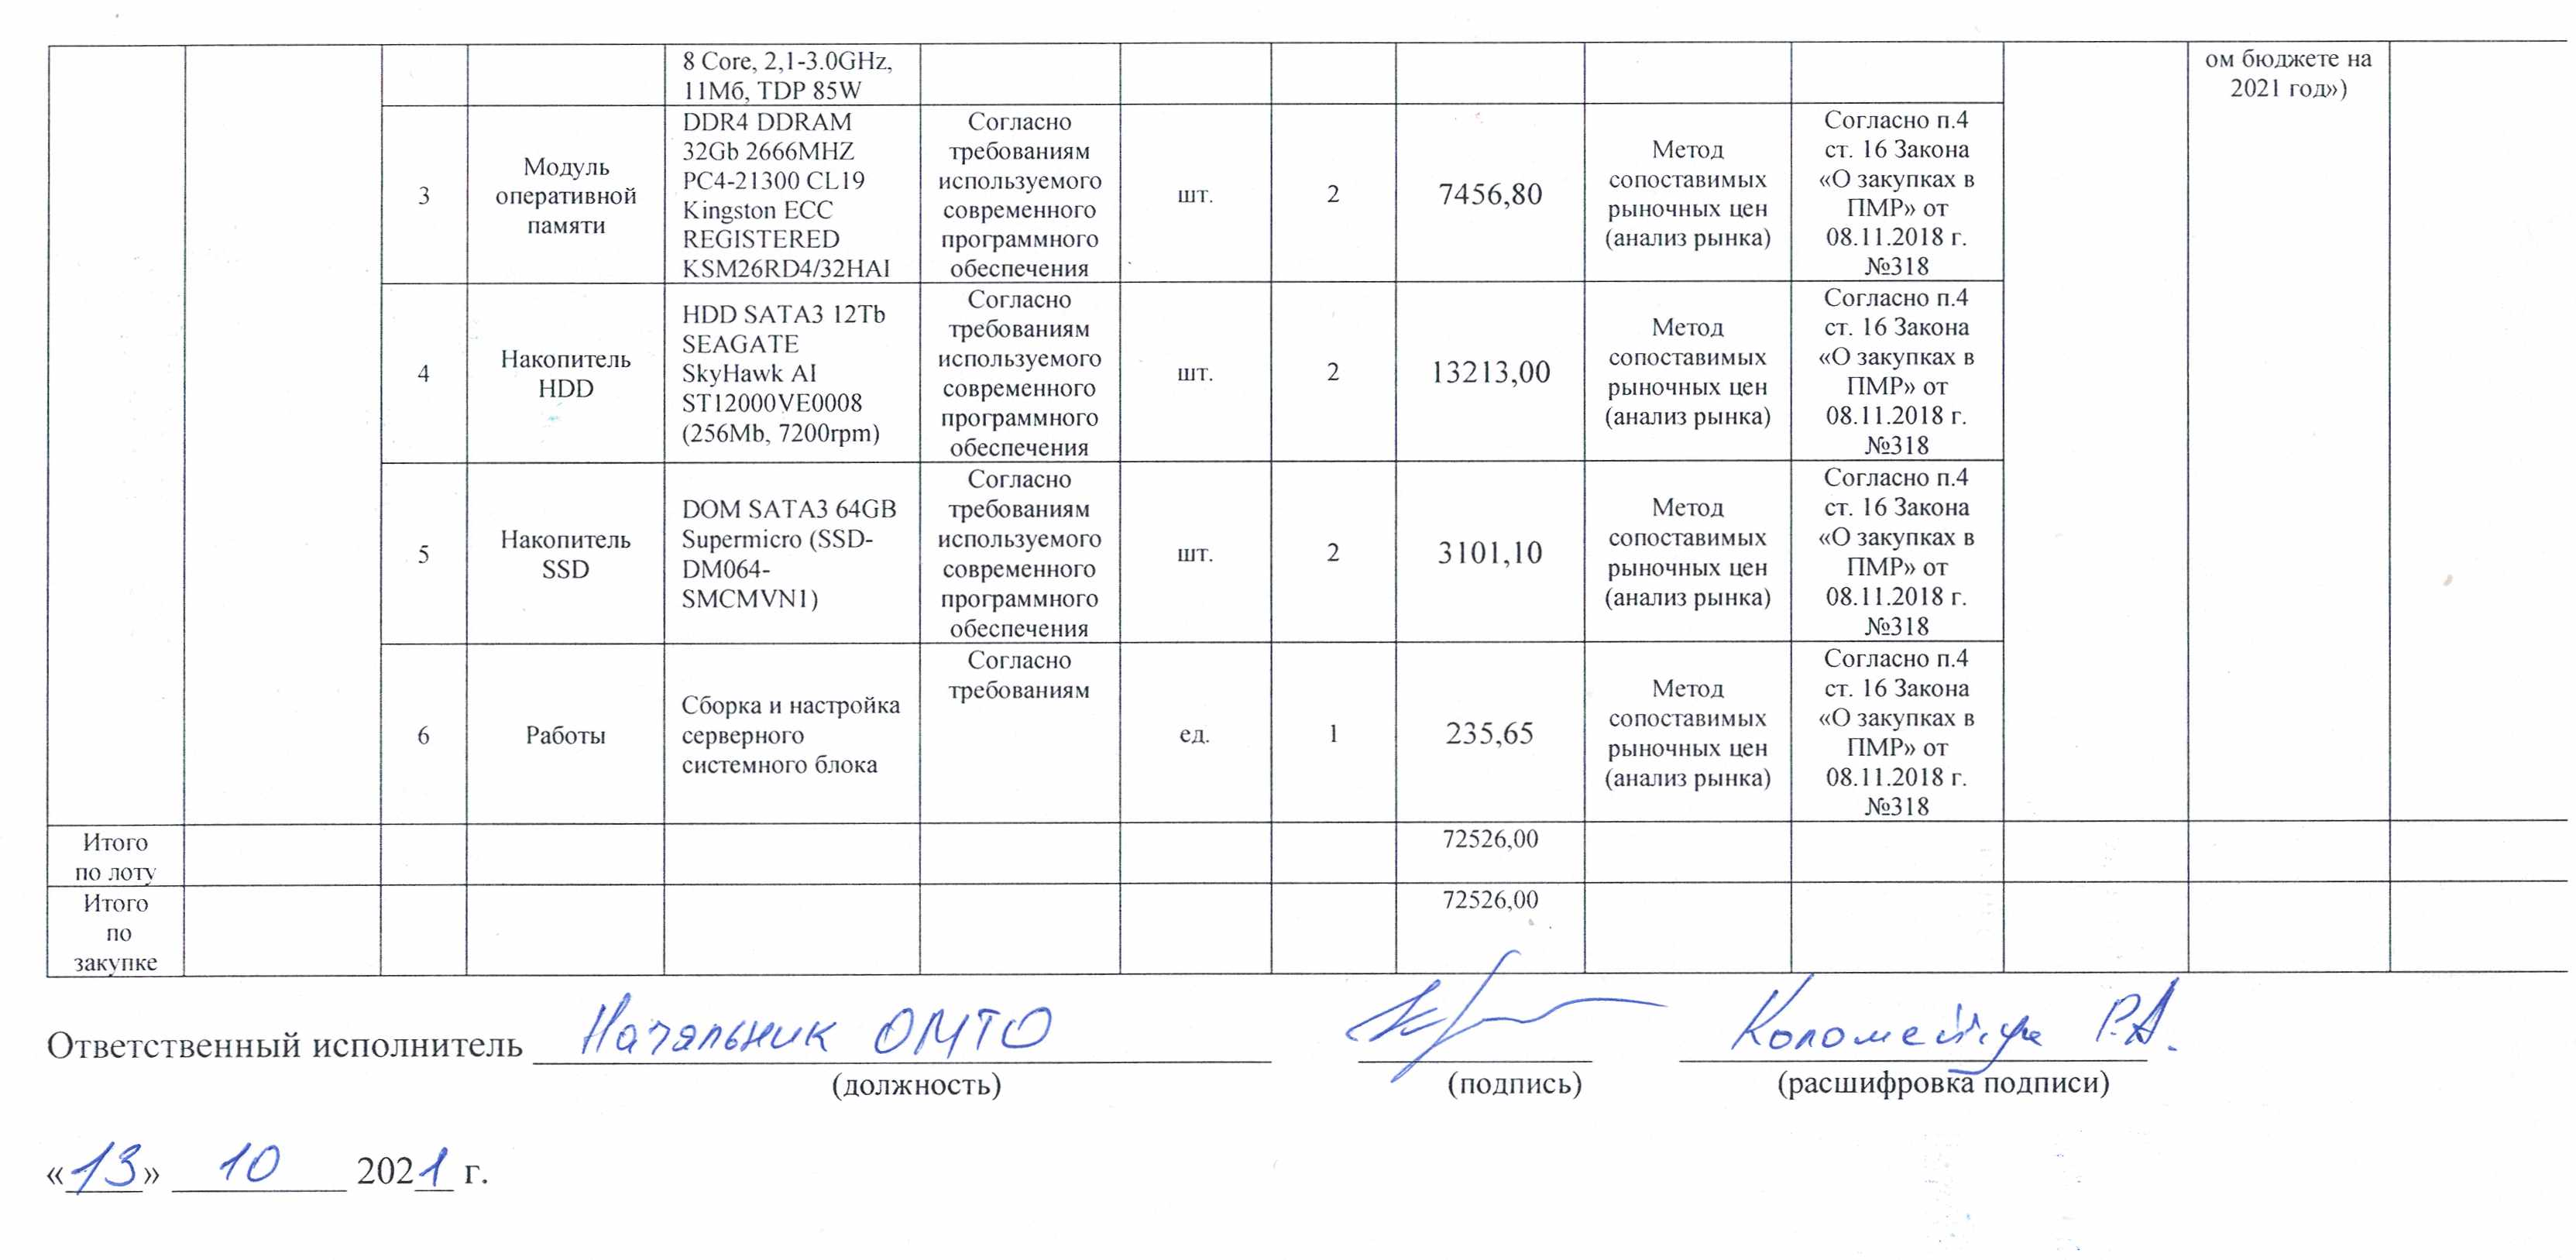 8 Core, 2,1-3.0GHz,
11Мб, TDP 85W
ом бюджете на
2021 год»)
3
Модуль
оперативной
памяти
DDR4 DDRAM
32Gb 2666MHZ
PC4-21300 CL19
Kingston ECC
REGISTERED
KSM26RD4/32HAI
Согласно
требованиям
используемого
современного
программного
обеспечения
шт.
2
7456,80
Метод
сопоставимых
рыночных цен
(анализ рынка)
Согласно п.4
ст. 16 Закона
«О закупках в
ПМР» от
08.11.2018 г.
№318
4
Накопитель
HDD
HDD SATA3 12Tb
SEAGATE
SkyHawk AI
ST12000VE0008
(256Mb, 7200rpm)
Согласно
требованиям
используемого
современного
программного
обеспечения
шт.
2
13213,00
Метод
сопоставимых
рыночных цен
(анализ рынка)
Согласно п.4
ст. 16 Закона
«О закупках в
ПМР» от
08.11.2018 г.
№318
5
Накопитель
SSD
DOM SATA3 64GB
Supermicro (SSD-
DM064-
SMCMVN1)
Согласно
требованиям
используемого
современного
программного
обеспечения
шт.
2
3101,10
Метод
сопоставимых
рыночных цен
(анализ рынка)
Согласно п.4
ст. 16 Закона
«О закупках в
ПМР» от
08.11.2018 г.
№318
6
Работы
Сборка и настройка
серверного
системного блока
Согласно
требованиям
ед.
1
235,65
Метод
сопоставимых
рыночных цен
(анализ рынка)
Согласно п.4
ст. 16 Закона
«О закупках в
ПМР» от
08.11.2018 г.
№318
Итого
по лоту
72526,00
Итого
по
закупке
72526,00
Ответственный исполнитель Начальник ОМТО
Р.А.
(должность) (подпись) (расшифровка подписи)
«13» 10 2021 г.